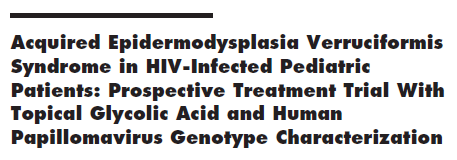 Acquired Epidermodysplasia Verruciformis
Syndrome in HIV-Infected Pediatric
Patients: Prospective Treatment Trial With
Topical Glycolic Acid and Human
Papillomavirus Genotype Characterization